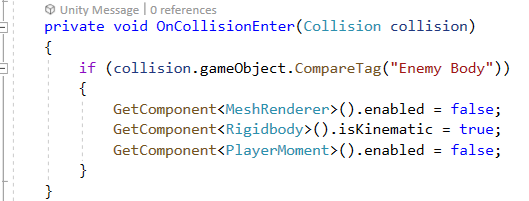 Unity Message | 0 references
private void OnCollisionEnter(Collision collision)
{
if (collision.gameObject.CompareTag("Enemy Body"))
{
GetComponent<MeshRenderer>().enabled = false;
GetComponent<Rigidbody>().isKinematic = true;
GetComponent<PlayerMoment>().enabled = false;
}
}